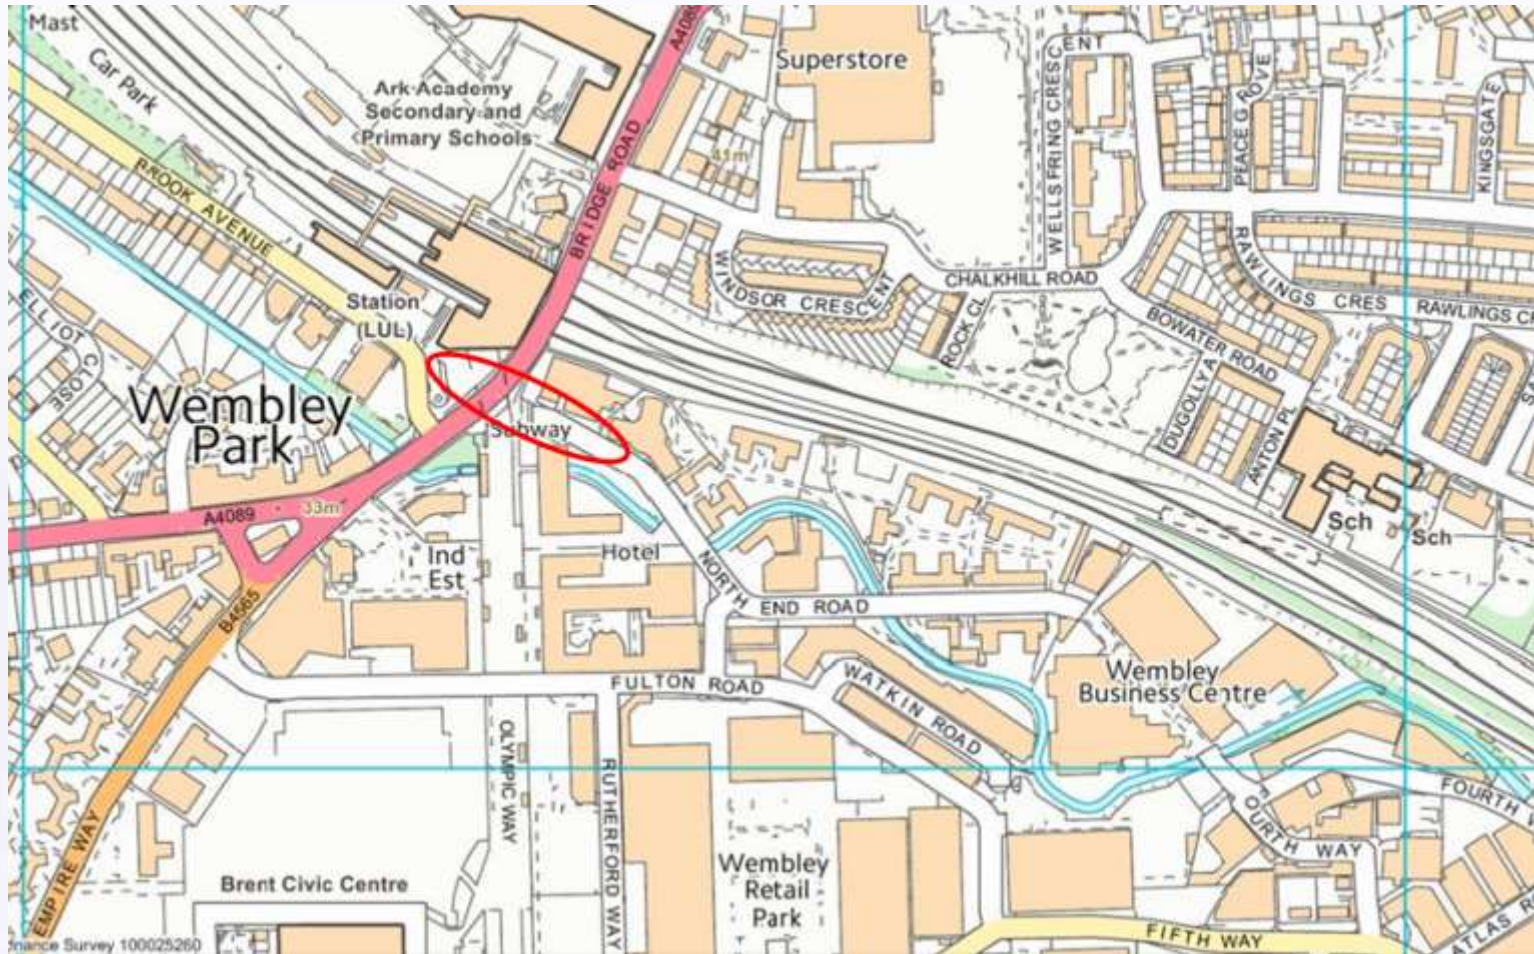 Mast
Car Park
Ark Academy
Secondary and
Primary Schools
A4089
BRIDGE ROAD
Superstore
41m
WELLS FRING CRESCENT
PEACE GROVE
KINGSGATE
BROOK AVENUE
Station
(LUL)
WINDSOR CRESCENT
CHALKHILL ROAD
ROCK CL
RAWLINGS CRES
RAWLINGS
BOWATER ROAD
DUGOLLY A
ANTON PL
ELLIOT CLOSE
Wembley
Park
Subway
A4089
33m
Ind
Est
Hotel
NORTH
END ROAD
Sch
Sch
B4565
EMPIRE WAY
FULTON ROAD
WATKIN ROAD
Wembley
Business Centre
OLYMPIC WAY
RUTHERFORD WAY
Wembley
Retail
Park
Brent Civic Centre
OURTH WAY
FOURTH
FIFTH WAY
ATLAS
nance Survey 100025260